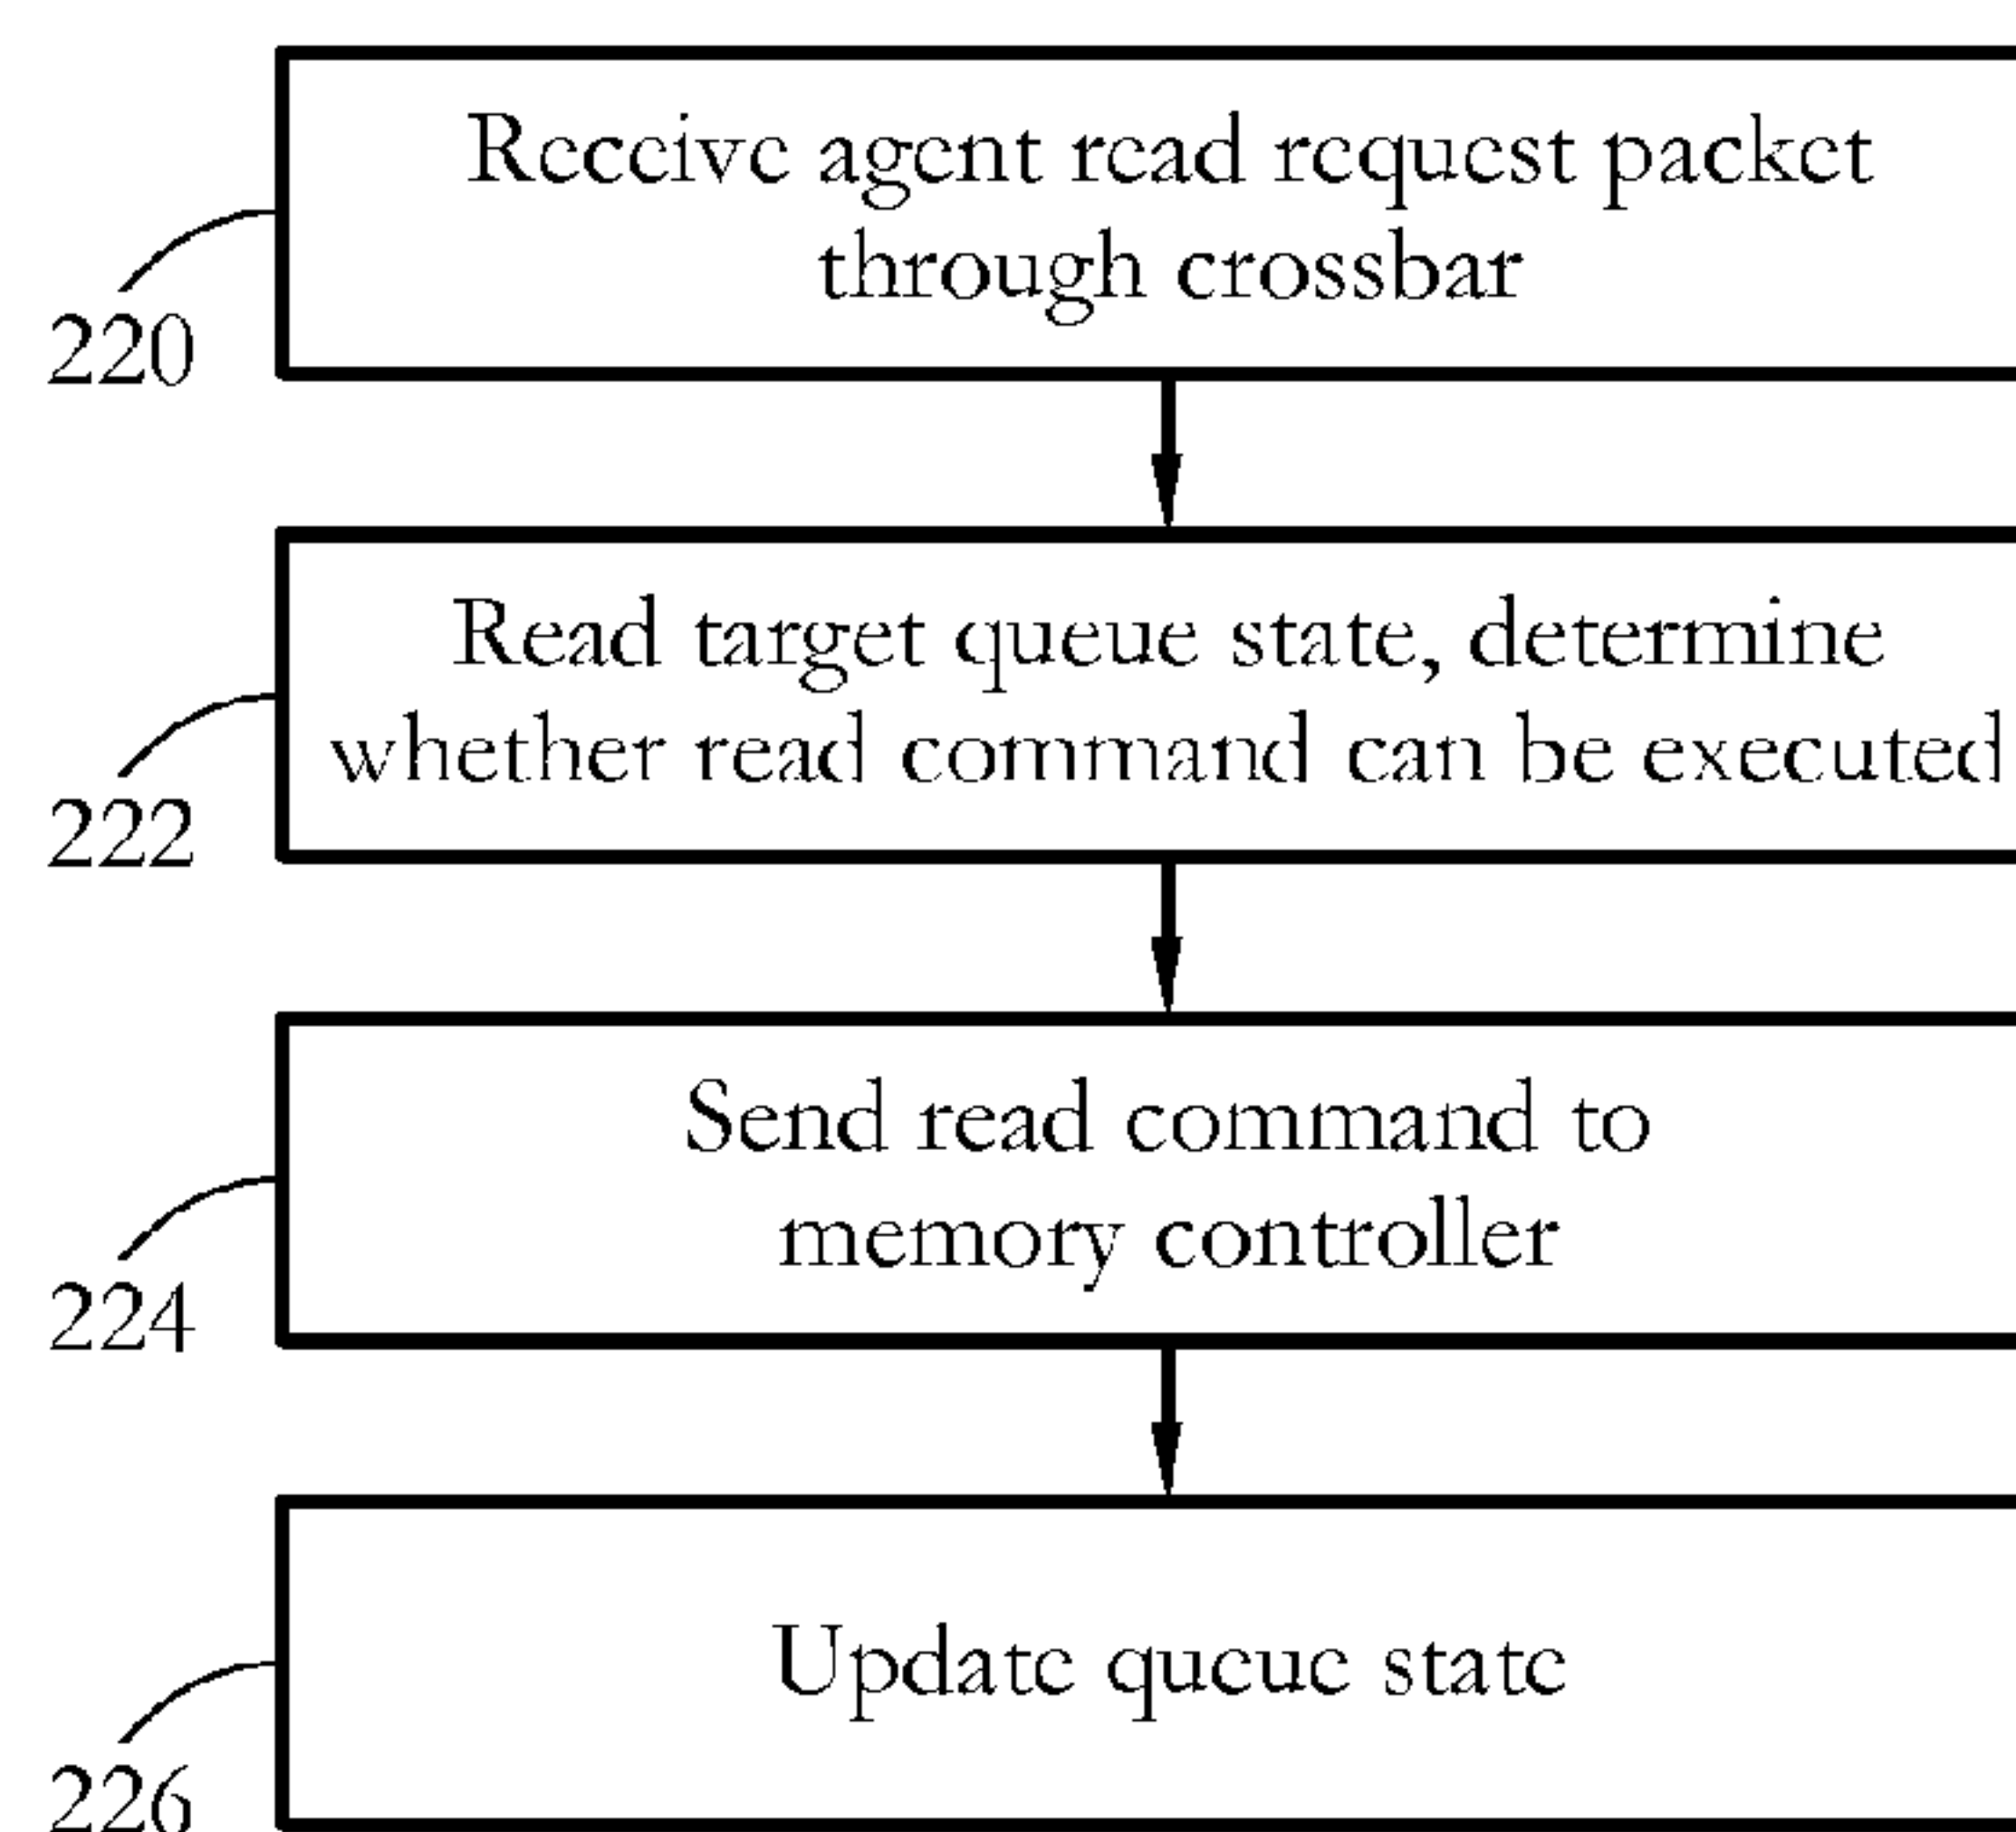 Receive agent read request packet
through crossbar
220
Read target queue state, determine
whether read command can be executed
222
Send read command to
memory controller
224
Update queue state
226